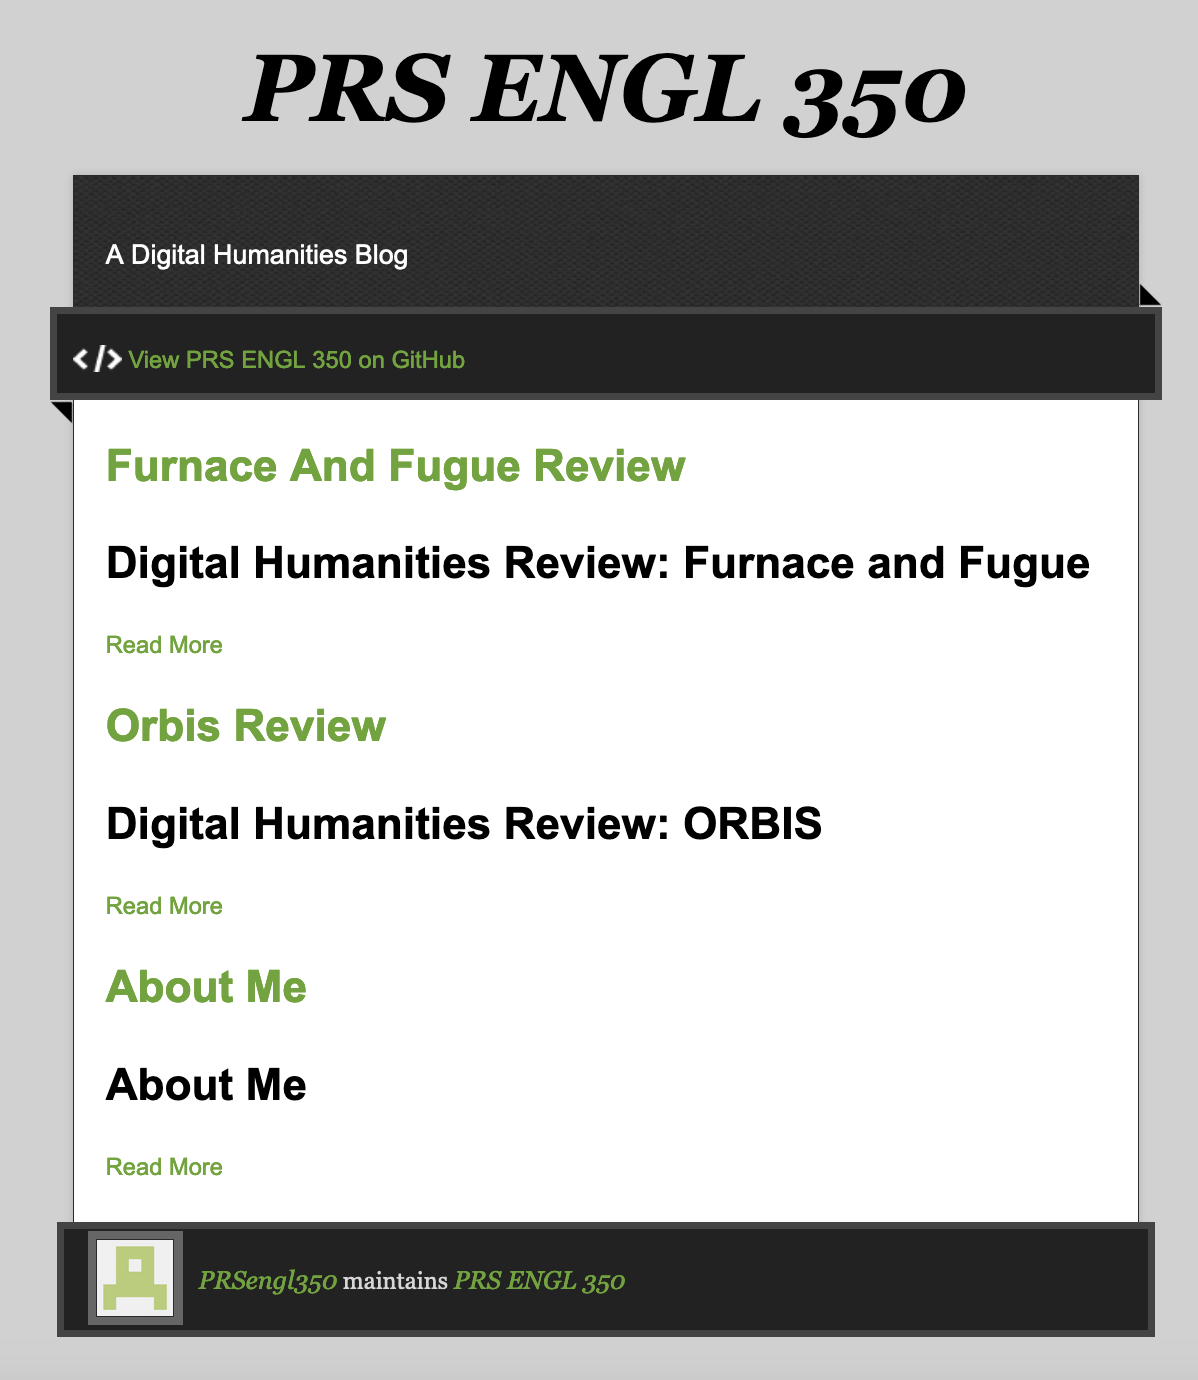 PRS ENGL 350
A Digital Humanities Blog
</> View PRS ENGL 350 on GitHub
Furnace And Fugue Review
Digital Humanities Review: Furnace and Fugue
Read More
Orbis Review
Digital Humanities Review: ORBIS
Read More
About Me
About Me
Read More
PRSengl350 maintains PRS ENGL 350